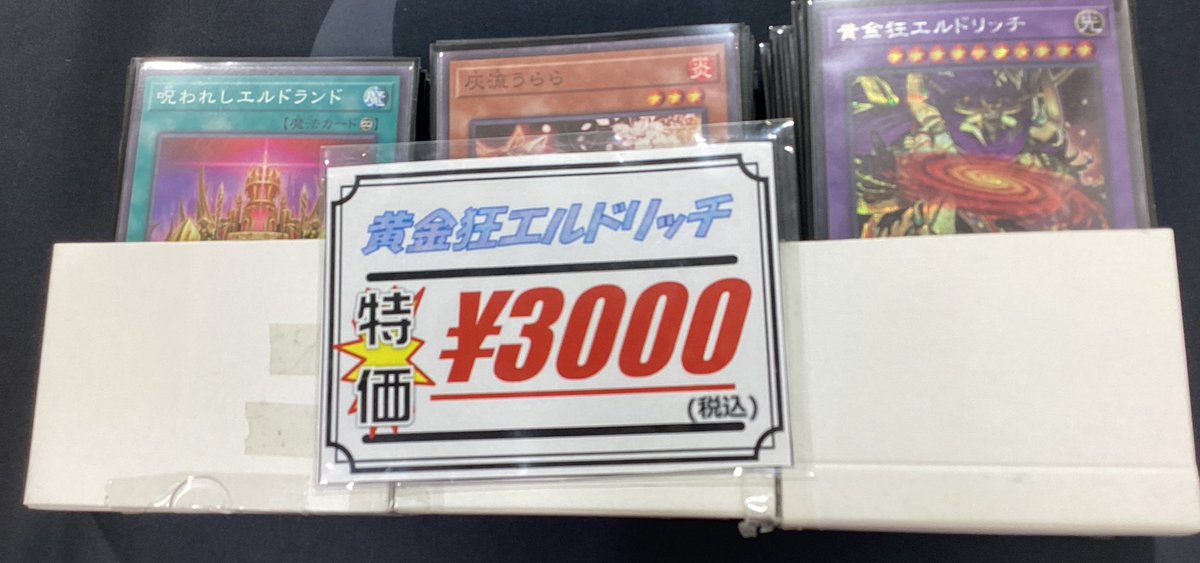 呪われしエルドランド
魔
【魔法カード】
灰流うらら
炎
黄金狂エルドリッチ
光
黄金狂エルドリッチ
特価
¥3000
(税込)